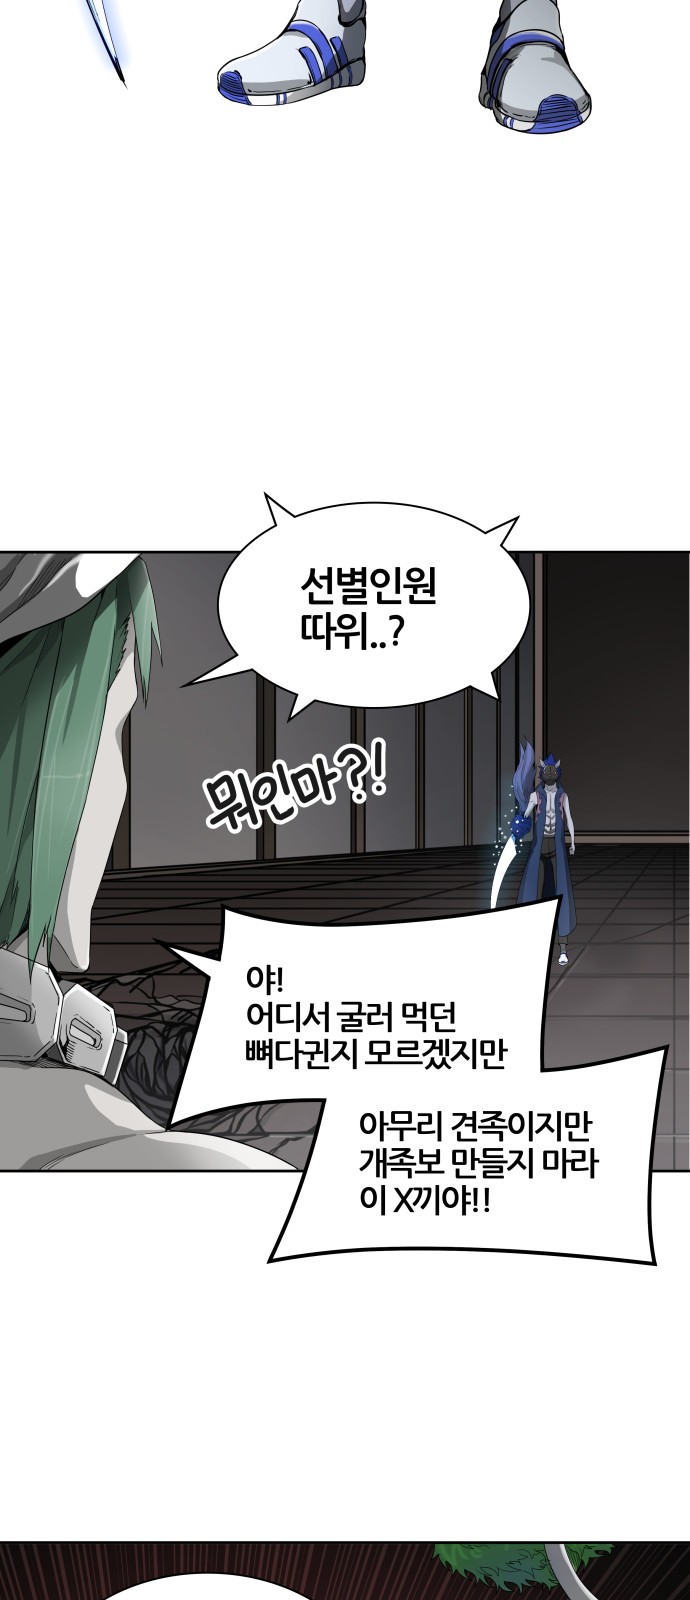 선별인원
따위..?
뭐인마?!
야!
어디서 굴러 먹던
뼈다귄지 모르겠지만
아무리 견족이지만
개족보 만들지 마라
이 X끼야!!